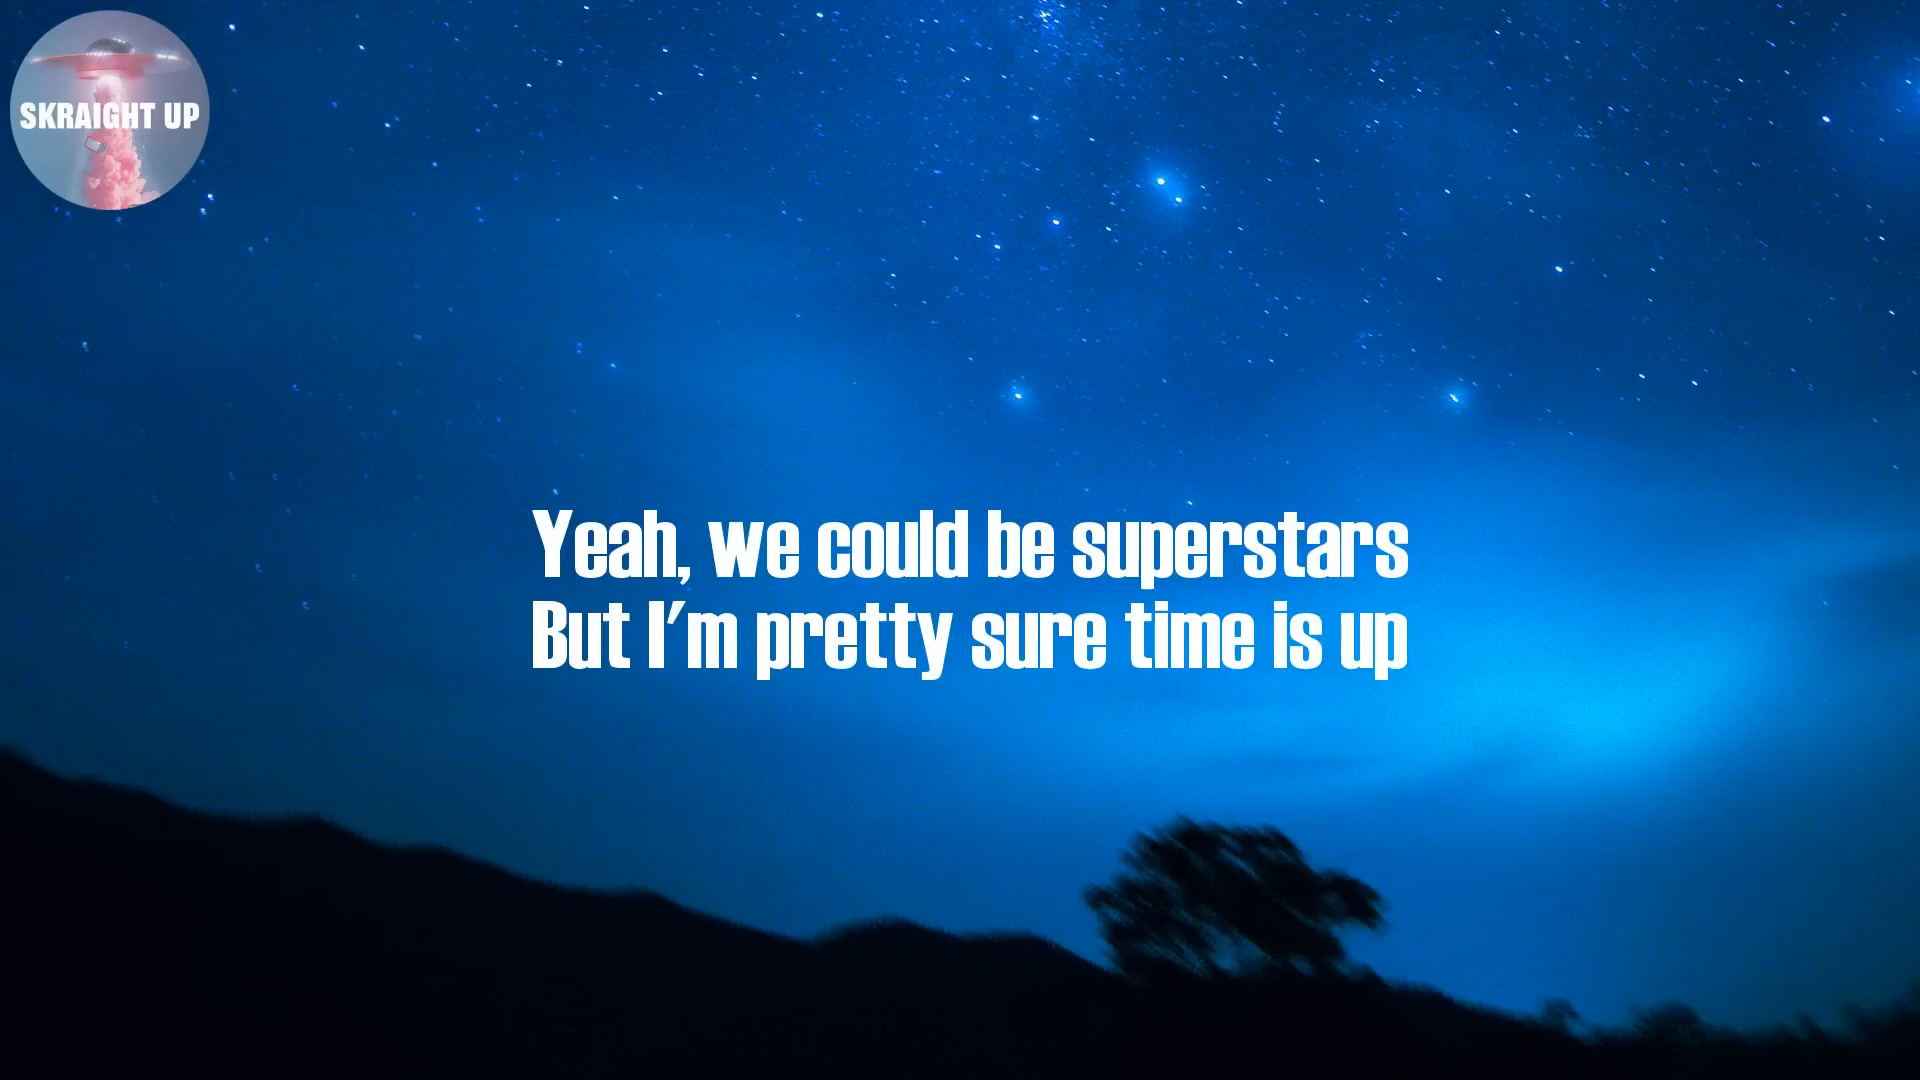 SKRAIGHT UP
Yeah, we could be superstars
But I'm pretty sure time is up